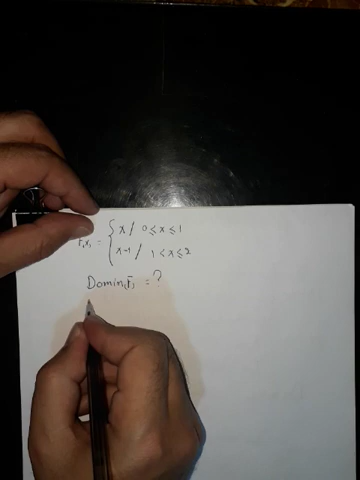 F(x) = { x / 0 ≤ x ≤ 1
x-1 / 1 < x ≤ 2
Domin(F) = ?